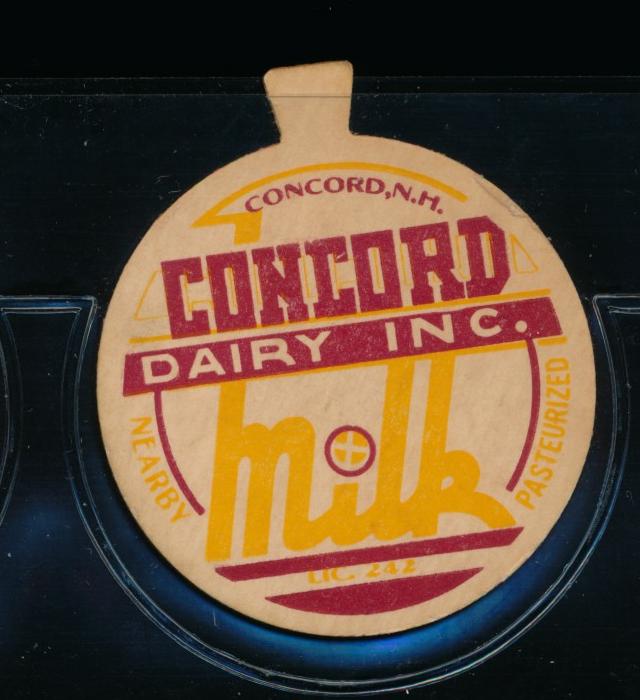 CONCORD, N.H.
CONCORD
DAIRY INC.
milk
NEARBY
PASTEURIZED
LIC. 242